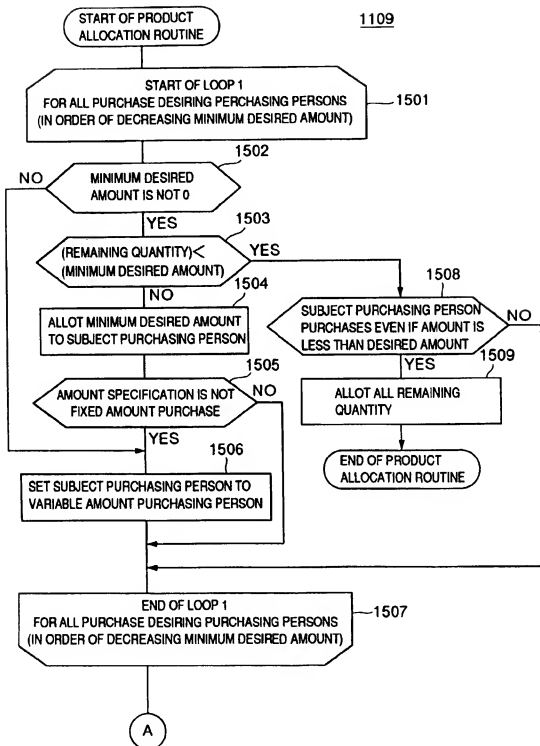 START OF PRODUCT
ALLOCATION ROUTINE
1109
START OF LOOP 1
FOR ALL PURCHASE DESIRING PERCHASING PERSONS
(IN ORDER OF DECREASING MINIMUM DESIRED AMOUNT)
1501
1502
NO
MINIMUM DESIRED
AMOUNT IS NOT 0
YES
1503
(REMAINING QUANTITY)<
(MINIMUM DESIRED AMOUNT)
YES
NO
1504
ALLOT MINIMUM DESIRED AMOUNT
TO SUBJECT PURCHASING PERSON
1508
SUBJECT PURCHASING PERSON
PURCHASES EVEN IF AMOUNT IS
LESS THAN DESIRED AMOUNT
NO
YES
1509
ALLOT ALL REMAINING
QUANTITY
END OF PRODUCT
ALLOCATION ROUTINE
1505
AMOUNT SPECIFICATION IS NOT
FIXED AMOUNT PURCHASE
NO
YES
1506
SET SUBJECT PURCHASING PERSON TO
VARIABLE AMOUNT PURCHASING PERSON
END OF LOOP 1
FOR ALL PURCHASE DESIRING PURCHASING PERSONS
(IN ORDER OF DECREASING MINIMUM DESIRED AMOUNT)
1507
A